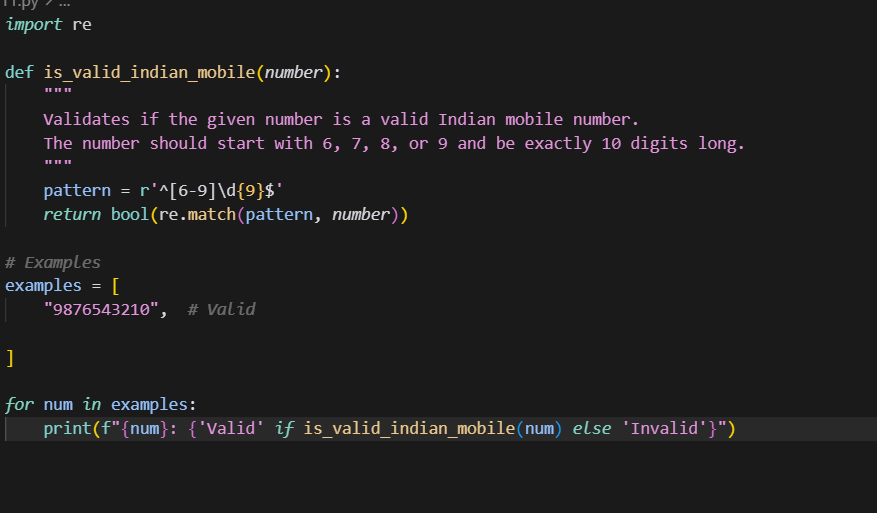 import re

def is_valid_indian_mobile(number):
    """
    Validates if the given number is a valid Indian mobile number.
    The number should start with 6, 7, 8, or 9 and be exactly 10 digits long.
    """
    pattern = r'^[6-9]\d{9}$'
    return bool(re.match(pattern, number))

# Examples
examples = [
    "9876543210",  # Valid

]

for num in examples:
    print(f"{num}: {'Valid' if is_valid_indian_mobile(num) else 'Invalid'}")